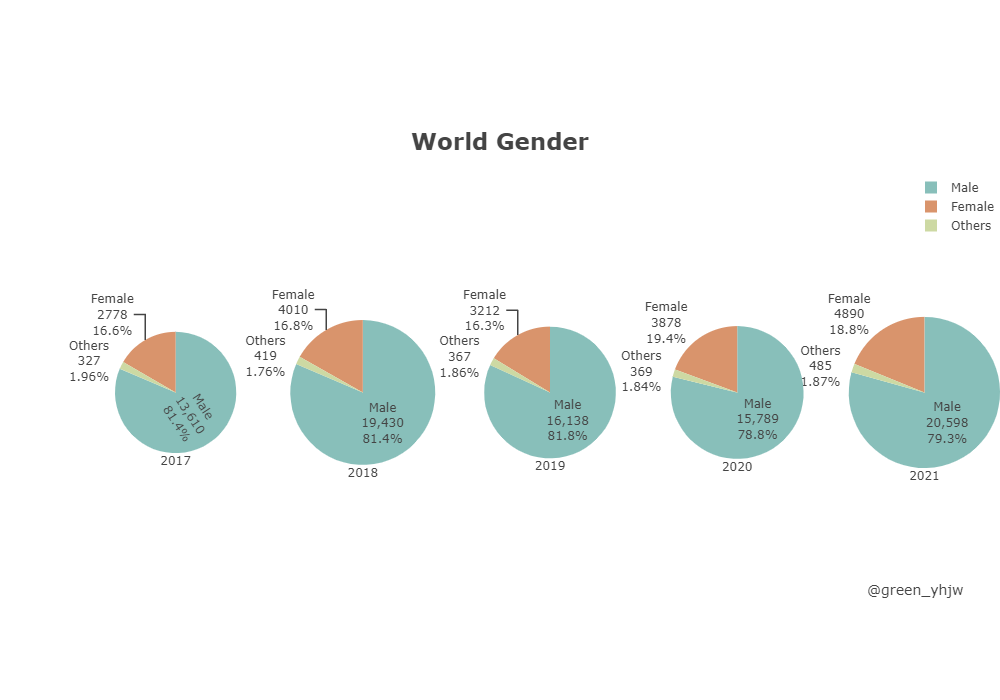 World Gender
Male
Female
Others
Female
2778
16.6%
Others
327
1.96%
Male
13,610
81.4%
2017
Female
4010
16.8%
Others
419
1.76%
Male
19,430
81.4%
2018
Female
3212
16.3%
Others
367
1.86%
Male
16,138
81.8%
2019
Female
3878
19.4%
Others
369
1.84%
Male
15,789
78.8%
2020
Female
4890
18.8%
Others
485
1.87%
Male
20,598
79.3%
2021
@green_yhjw